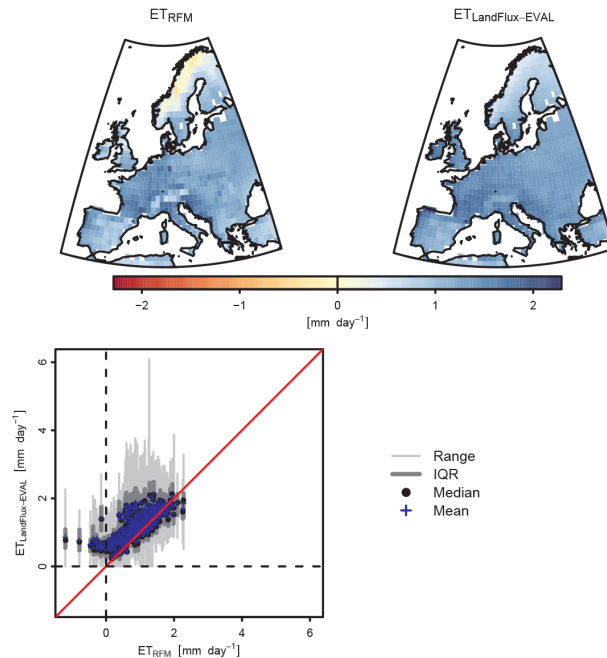 ET_RFM
ET_LandFlux−EVAL
−2 −1 0 1 2
[mm day⁻¹]
6
4
2
0
ET_LandFlux−EVAL [mm day⁻¹]
0 2 4 6
ET_RFM [mm day⁻¹]
Range
IQR
Median
Mean